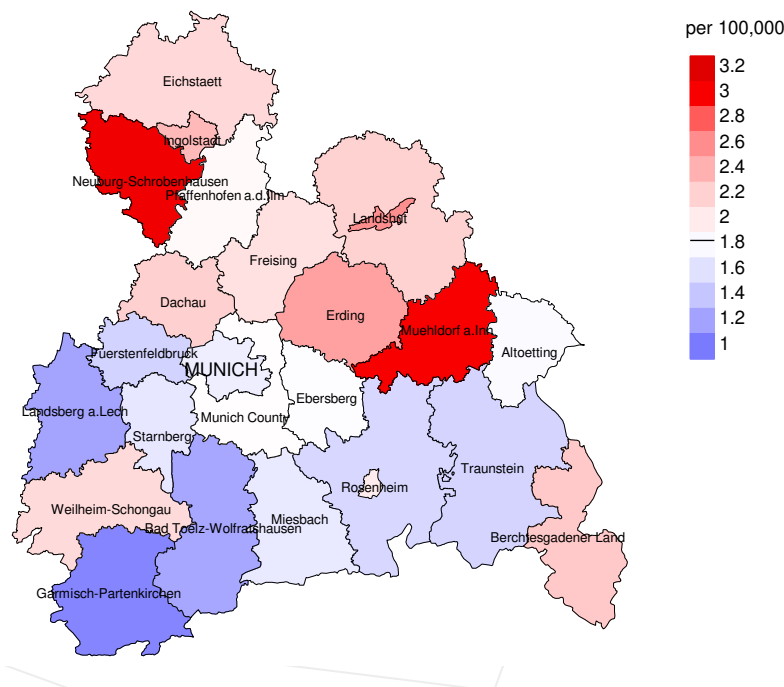 per 100,000
3.2
3
2.8
2.6
2.4
2.2
2
1.8
1.6
1.4
1.2
1
Eichstaett
Ingolstadt
Neuburg-Schrobenhausen
Pfaffenhofen a.d.Ilm
Landshut
Freising
Dachau
Erding
Muehldorf a.Inn
Altoetting
Fuerstenfeldbruck
MUNICH
Ebersberg
Landsberg a.Lech
Munich County
Starnberg
Traunstein
Rosenheim
Weilheim-Schongau
Miesbach
Bad Toelz-Wolfratshausen
Berchtesgadener Land
Garmisch-Partenkirchen